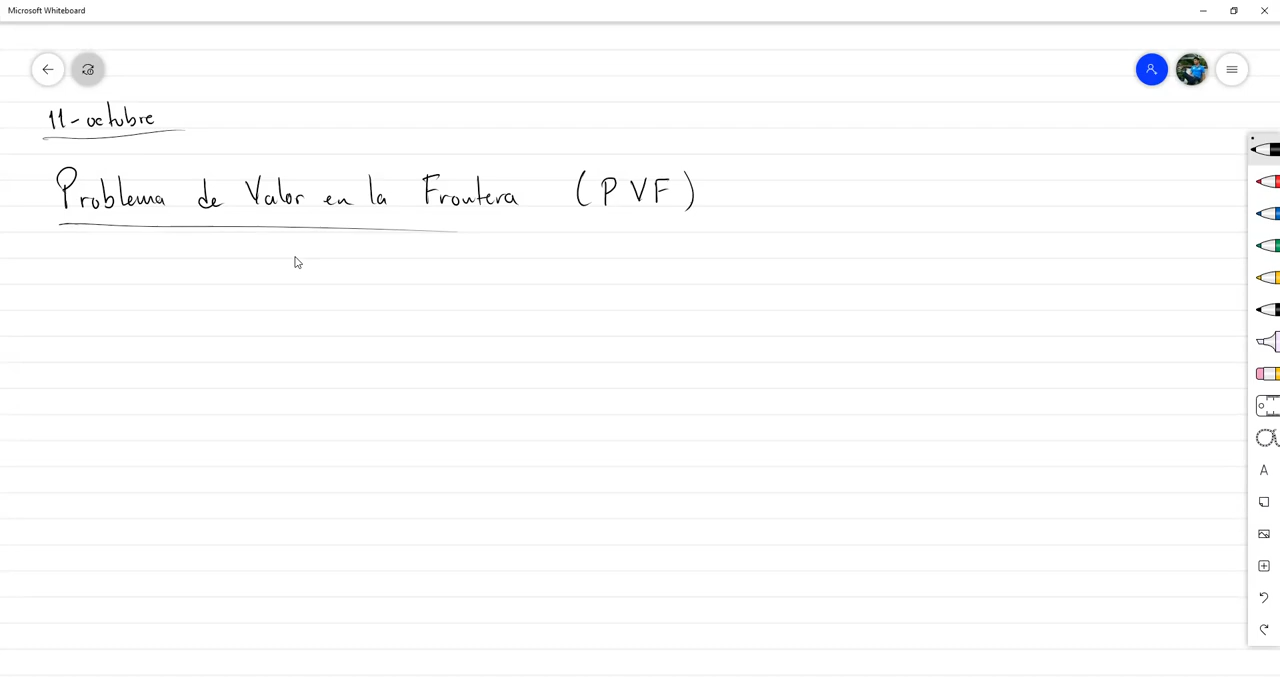 Microsoft Whiteboard
11-octubre
Problema de Valor en la Frontera (PVF)
A